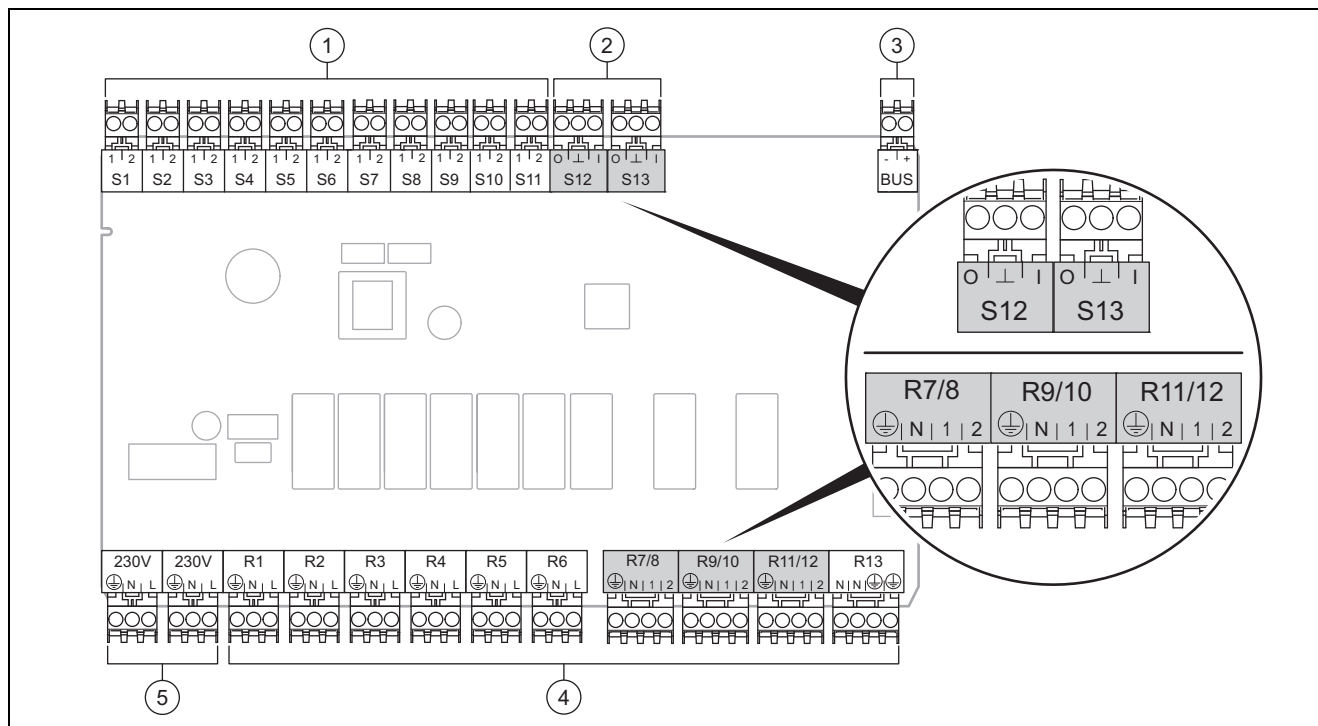 1 2 3
1 2 1 2 1 2 1 2 1 2 1 2 1 2 1 2 1 2 1 2 1 2 O ⊥ I O ⊥ I - +
S1 S2 S3 S4 S5 S6 S7 S8 S9 S10 S11 S12 S13 BUS
O ⊥ I O ⊥ I
S12 S13
R7/8 R9/10 R11/12
⏚ | N | 1 | 2 ⏚ | N | 1 | 2 ⏚ | N | 1 | 2
230V 230V R1 R2 R3 R4 R5 R6 R7/8 R9/10 R11/12 R13
⏚ N L ⏚ N L ⏚ N L ⏚ N L ⏚ N L ⏚ N L ⏚ N L ⏚ N L ⏚ | N | 1 | 2 ⏚ | N | 1 | 2 ⏚ | N | 1 | 2 N | N | ⏚ ⏚
5 4